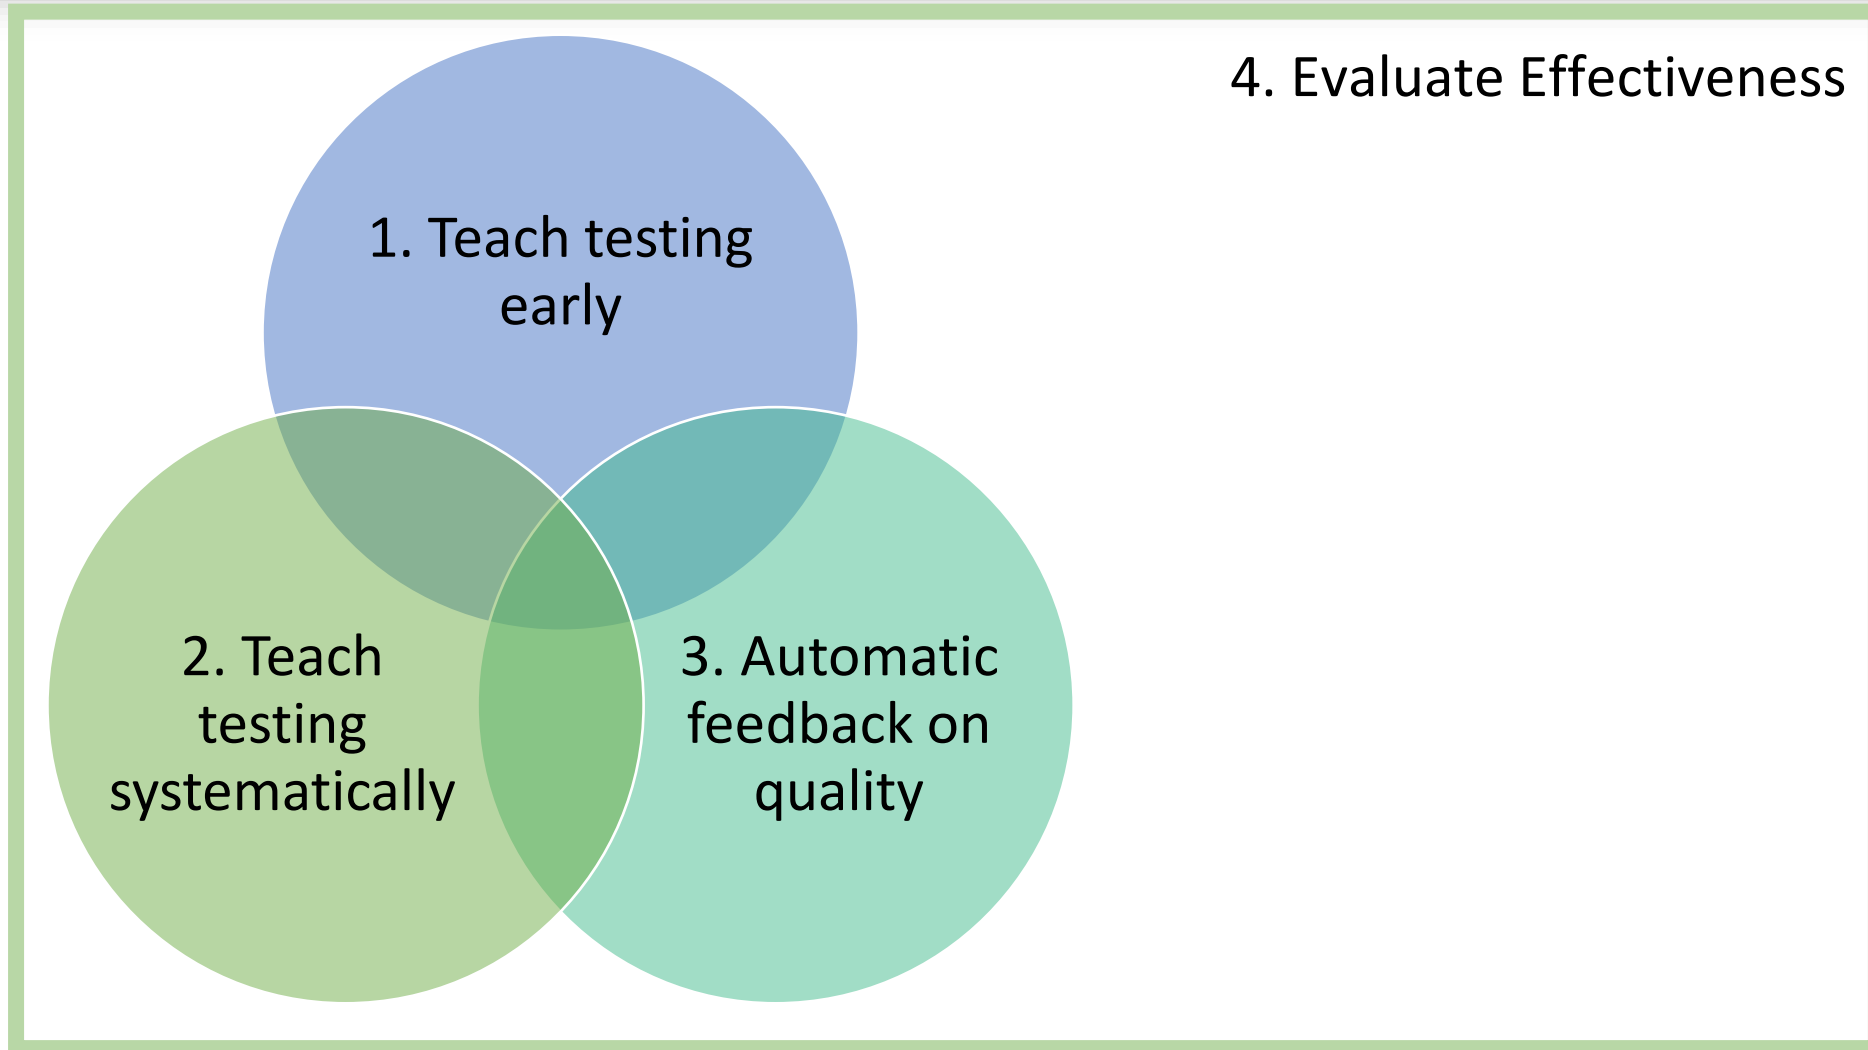 4. Evaluate Effectiveness
1. Teach testing
early
2. Teach
testing
systematically
3. Automatic
feedback on
quality